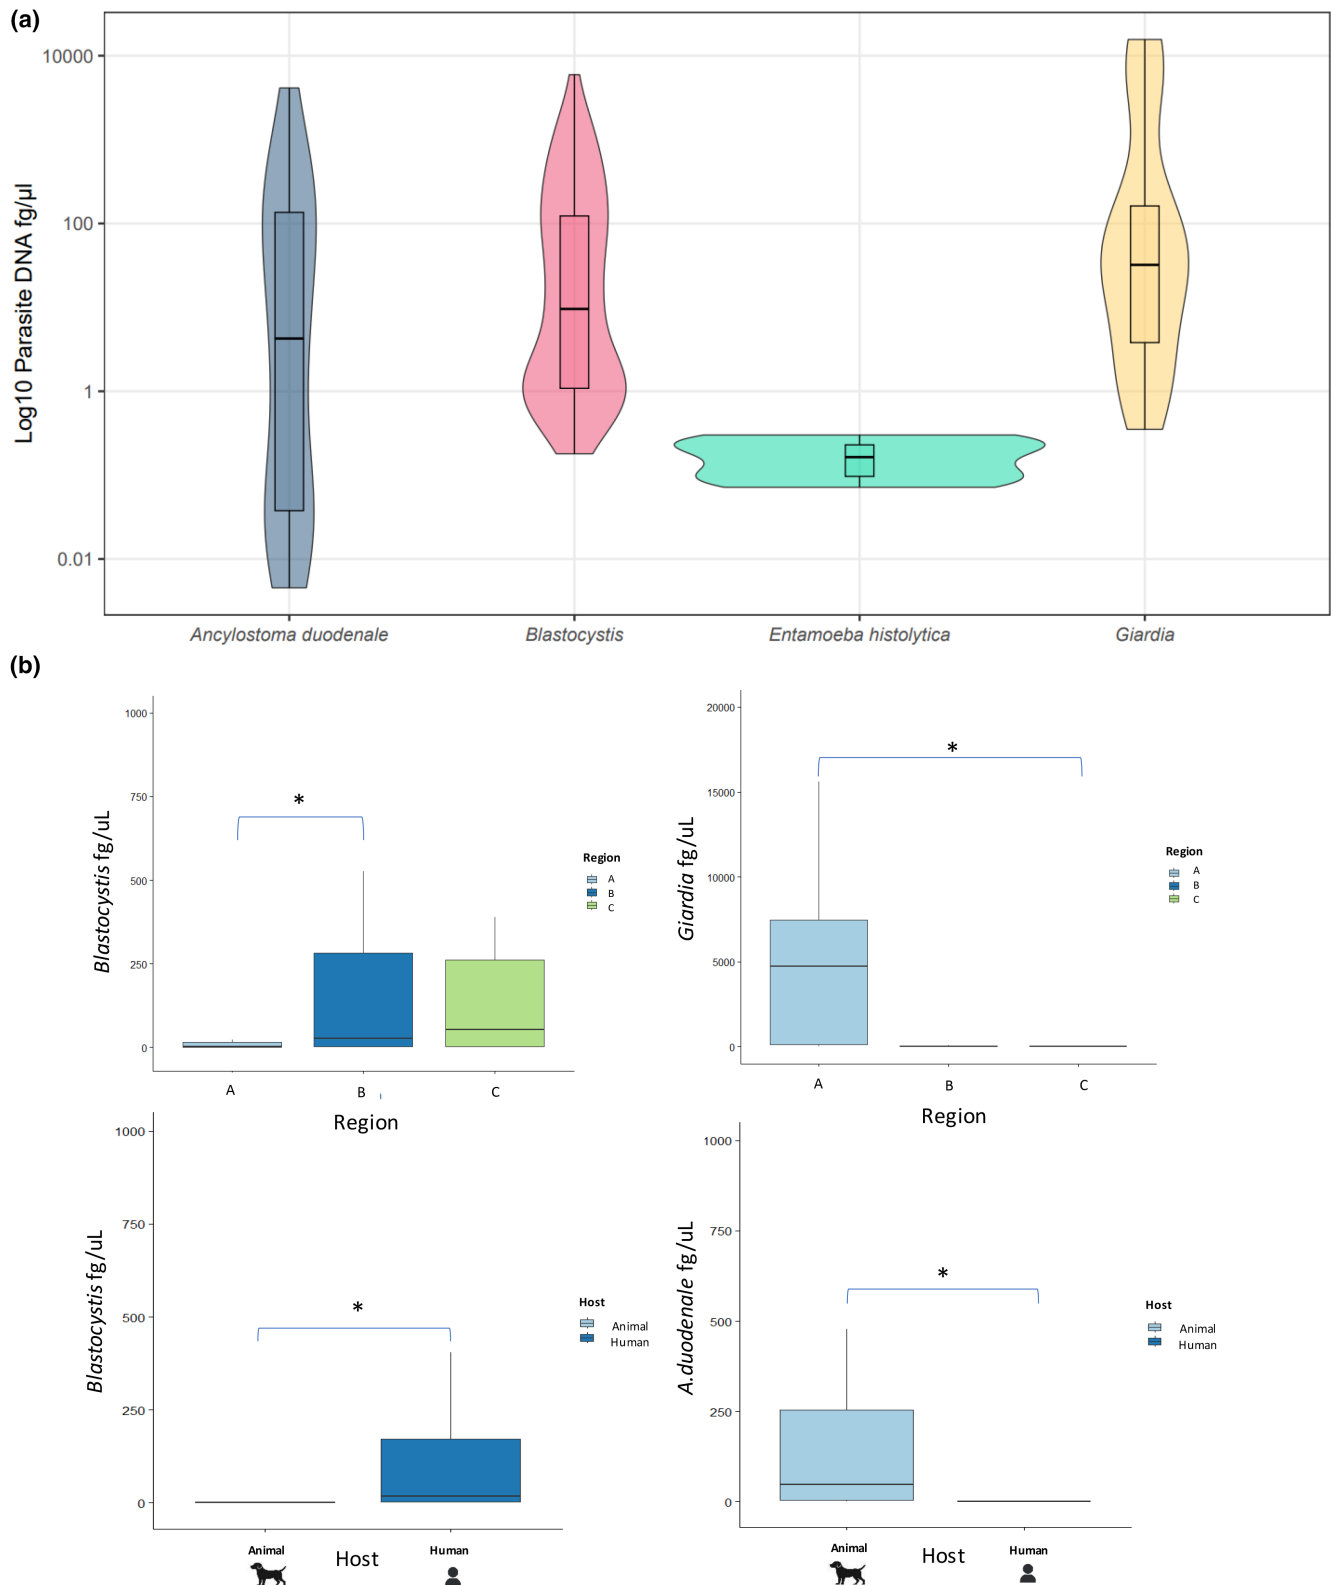 (a)
Log10 Parasite DNA fg/µl
10000
100
1
0.01
Ancylostoma duodenale Blastocystis Entamoeba histolytica Giardia
(b)
Blastocystis fg/uL
1000
750
500
250
0
*
A B C
Region
Region
A
B
C
Giardia fg/uL
20000
15000
10000
5000
0
*
A B C
Region
Region
A
B
C
Blastocystis fg/uL
1000
750
500
250
0
*
Animal Human
Host
Host
Animal
Human
A.duodenale fg/uL
1000
750
500
250
0
*
Animal Human
Host
Host
Animal
Human